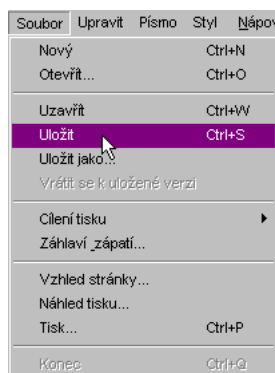 Soubor Upravit Písmo Styl Nápov
Nový Ctrl+N
Otevřít... Ctrl+O
Uzavřít Ctrl+W
Uložit Ctrl+S
Uložit jako...
Vrátit se k uložené verzi
Cílení tisku
Záhlaví_zápatí...
Vzhled stránky...
Náhled tisku...
Tisk... Ctrl+P
Konec Ctrl+Q